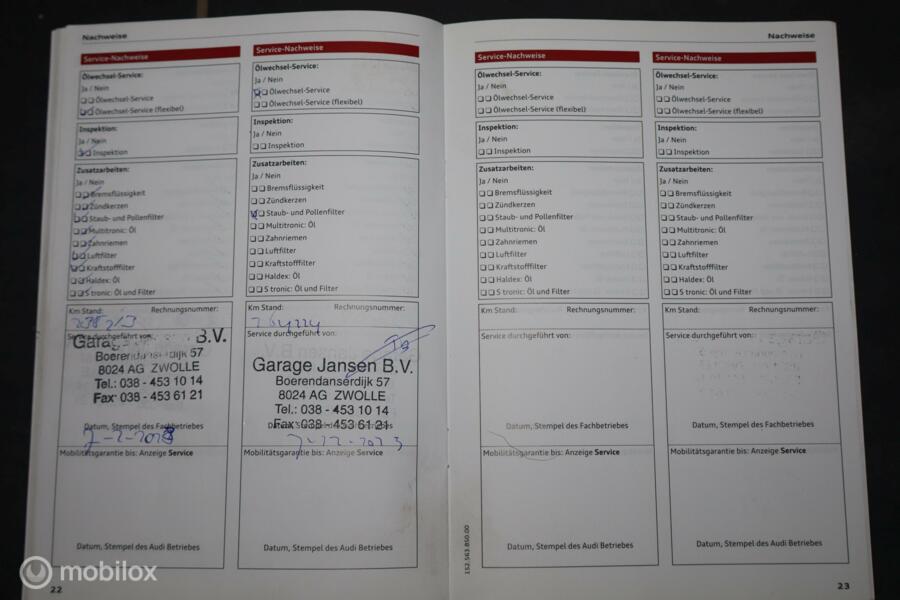 Nachweise
Service-Nachweise
Ölwechsel-Service:
Ja / Nein
Ölwechsel-Service
Ölwechsel-Service (flexibel)
Inspektion:
Ja / Nein
Inspektion
Zusatzarbeiten:
Ja / Nein
Bremsflüssigkeit
Zündkerzen
Staub- und Pollenfilter
Multitronic: Öl
Zahnriemen
Luftfilter
Kraftstofffilter
Haldex: Öl
S tronic: Öl und Filter
Km Stand: Rechnungsnummer:
Service durchgeführt von:
Garage B.V.
Boerendanserdijk 57
8024 AG ZWOLLE
Tel.: 038 - 453 10 14
Fax 038 - 453 61 21
Datum, Stempel des Fachbetriebes
Mobilitätsgarantie bis: Anzeige Service
Datum, Stempel des Audi Betriebes
22
Service-Nachweise
Ölwechsel-Service:
Ja / Nein
Ölwechsel-Service
Ölwechsel-Service (flexibel)
Inspektion:
Ja / Nein
Inspektion
Zusatzarbeiten:
Ja / Nein
Bremsflüssigkeit
Zündkerzen
Staub- und Pollenfilter
Multitronic: Öl
Zahnriemen
Luftfilter
Kraftstofffilter
Haldex: Öl
S tronic: Öl und Filter
Km Stand: Rechnungsnummer:
Service durchgeführt von:
Garage Jansen B.V.
Boerendanserdijk 57
8024 AG ZWOLLE
Tel.: 038 - 453 10 14
Fax 038 - 453 61 21
Mobilitätsgarantie bis: Anzeige Service
Datum, Stempel des Audi Betriebes
Nachweise
Service-Nachweise
Ölwechsel-Service:
Ja / Nein
Ölwechsel-Service
Ölwechsel-Service (flexibel)
Inspektion:
Ja / Nein
Inspektion
Zusatzarbeiten:
Ja / Nein
Bremsflüssigkeit
Zündkerzen
Staub- und Pollenfilter
Multitronic: Öl
Zahnriemen
Luftfilter
Kraftstofffilter
Haldex: Öl
S tronic: Öl und Filter
Km Stand: Rechnungsnummer:
Service durchgeführt von:
Datum, Stempel des Fachbetriebes
Mobilitätsgarantie bis: Anzeige Service
Datum, Stempel des Audi Betriebes
152.563.850.00
Service-Nachweise
Ölwechsel-Service:
Ja / Nein
Ölwechsel-Service
Ölwechsel-Service (flexibel)
Inspektion:
Ja / Nein
Inspektion
Zusatzarbeiten:
Ja / Nein
Bremsflüssigkeit
Zündkerzen
Staub- und Pollenfilter
Multitronic: Öl
Zahnriemen
Luftfilter
Kraftstofffilter
Haldex: Öl
S tronic: Öl und Filter
Km Stand: Rechnungsnummer:
Service durchgeführt von:
Datum, Stempel des Fachbetriebes
Mobilitätsgarantie bis: Anzeige Service
Datum, Stempel des Audi Betriebes
23
mobilox